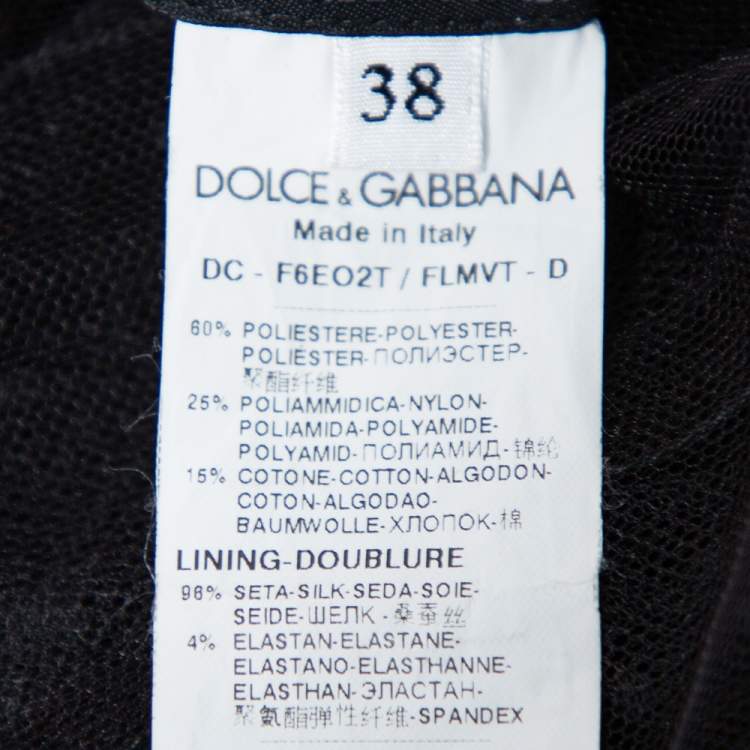 38
DOLCE & GABBANA
Made in Italy
DC - F6EO2T / FLMVT - D
60% POLIESTERE-POLYESTER-
POLIÉSTER-ПОЛИЭСТЕР-
聚酯纤维
25% POLIAMMIDICA-NYLON-
POLIAMIDA-POLYAMIDE-
POLYAMID-ПОЛИАМИД-锦纶
15% COTONE-COTTON-ALGODON-
COTON-ALGODAO-
BAUMWOLLE-ХЛОПОК-棉
LINING-DOUBLURE
96% SETA-SILK-SEDA-SOIE-
SEIDE-ШЕЛК-桑蚕丝
4% ELASTAN-ELASTANE-
ELASTANO-ELASTHANNE-
ELASTHAN-ЭЛАСТАН-
聚氨酯弹性纤维-SPANDEX